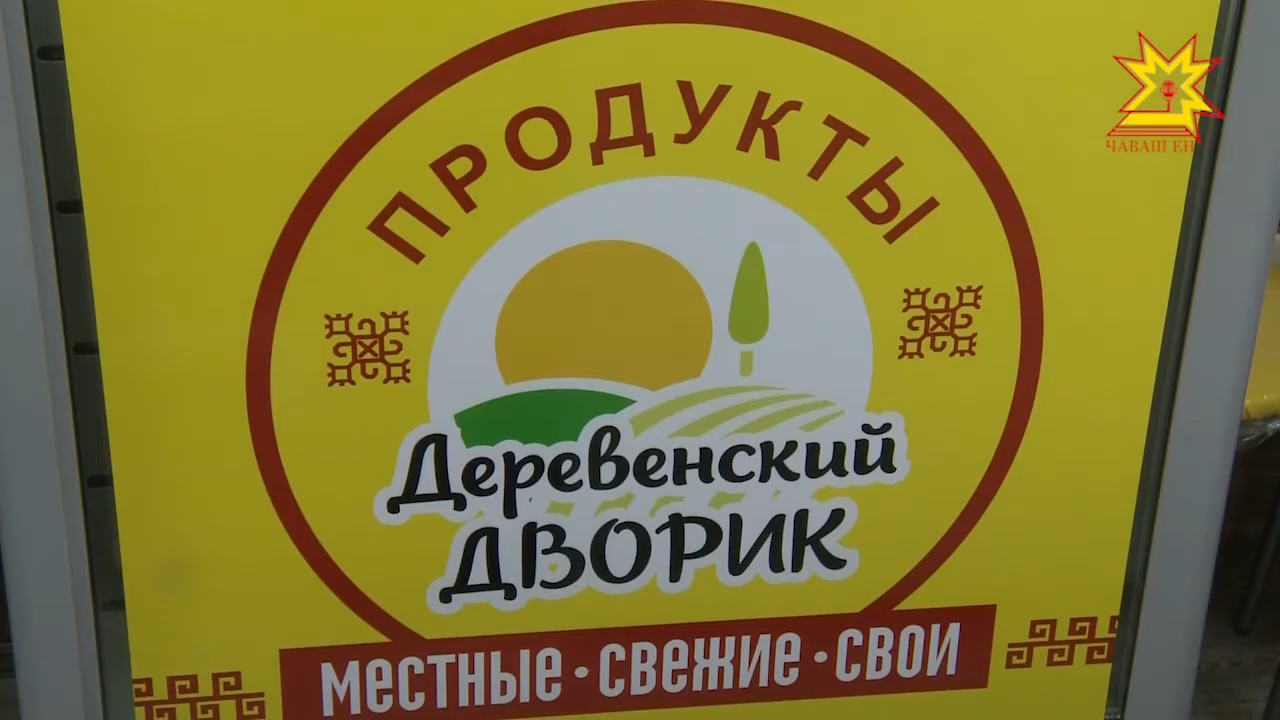 ПРОДУКТЫ
ЧАВАШ ЕН
Деревенский
ДВОРИК
МЕСТНЫЕ · СВЕЖИЕ · СВОИ